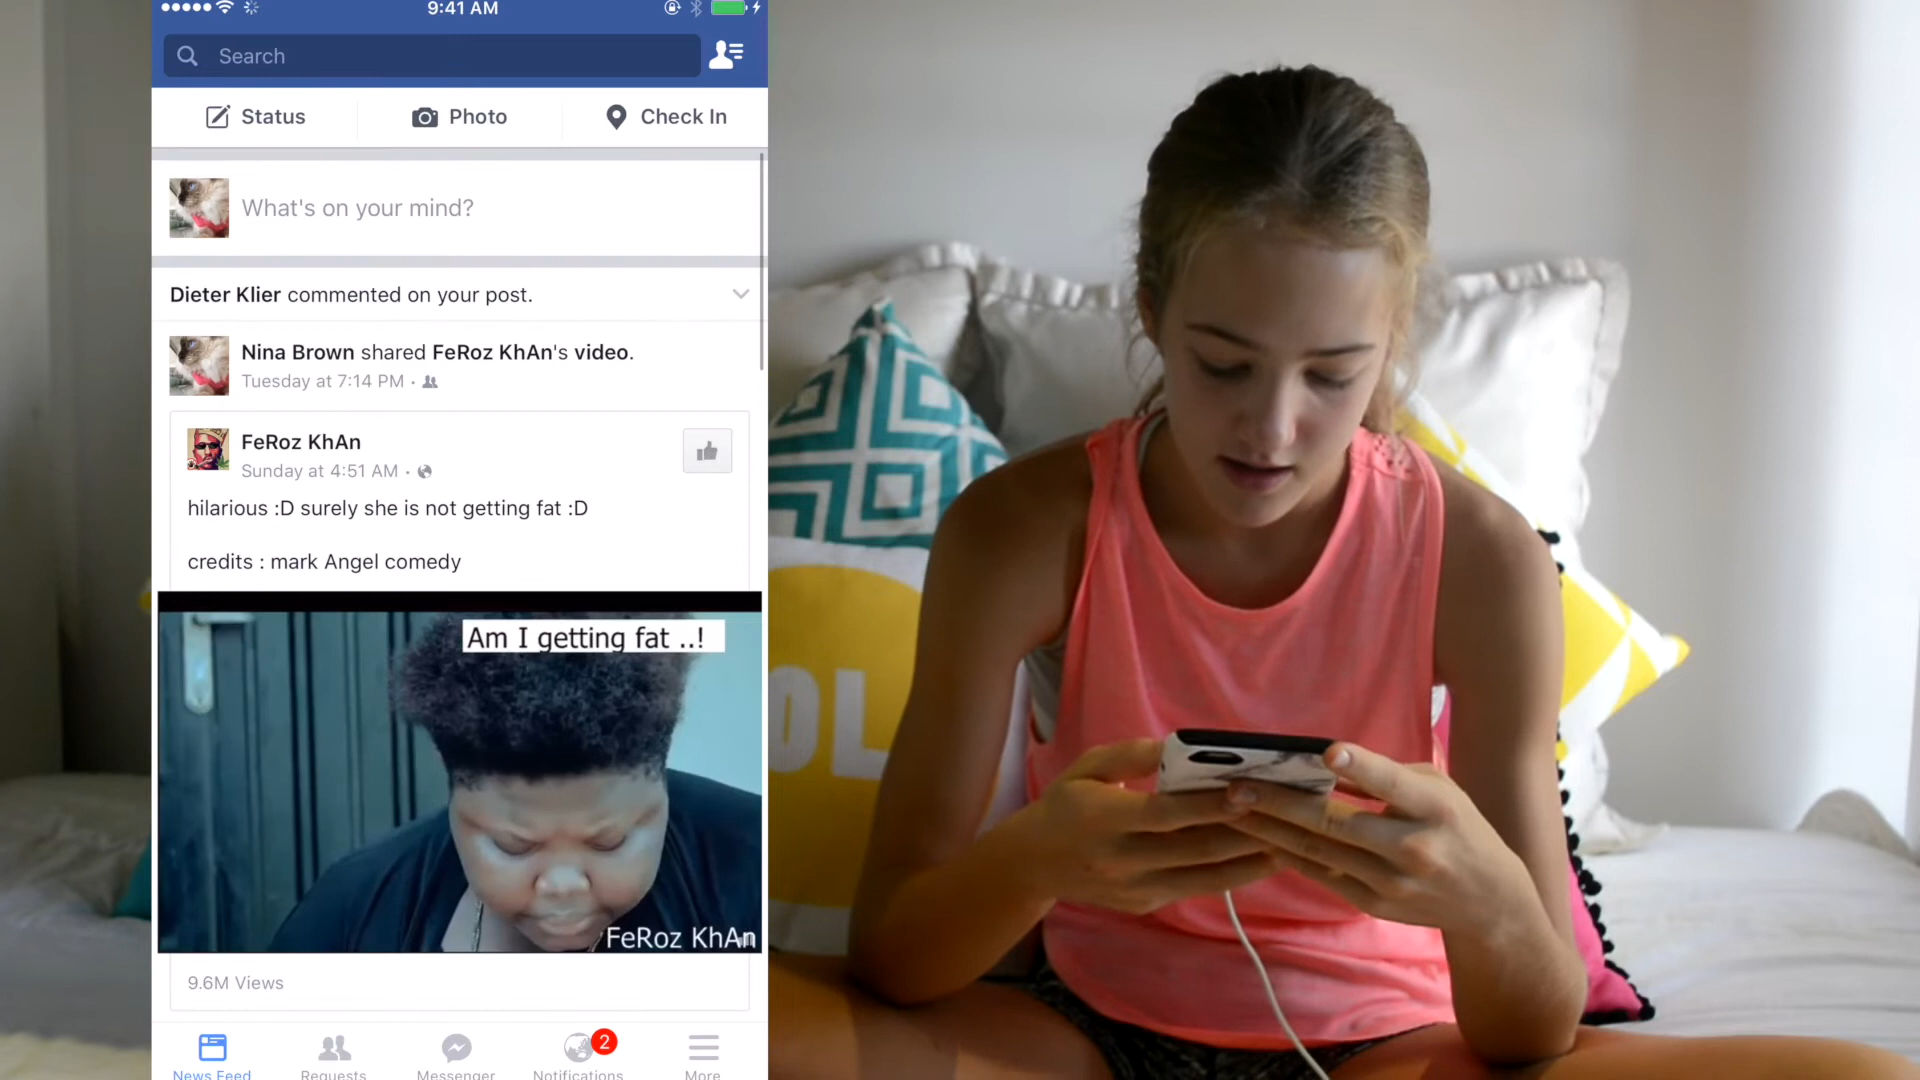 9:41 AM
Search
Status
Photo
Check In
What's on your mind?
Dieter Klier commented on your post.
Nina Brown shared FeRoz KhAn's video.
Tuesday at 7:14 PM ·
FeRoz KhAn
Sunday at 4:51 AM ·
hilarious :D surely she is not getting fat :D
credits : mark Angel comedy
Am I getting fat ..!
FeRoz KhAn
9.6M Views
OL
News Feed
Requests
Messenger
2
Notifications
More